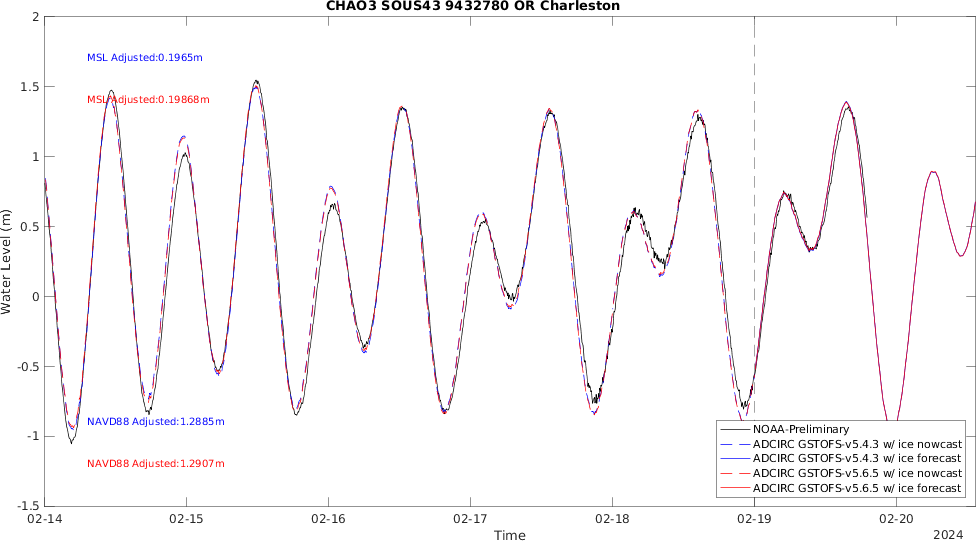 CHAO3 SOUS43 9432780 OR Charleston
2
1.5
1
0.5
0
-0.5
-1
-1.5
Water Level (m)
MSL Adjusted:0.1965m
MSL Adjusted:0.19868m
NAVD88 Adjusted:1.2885m
NAVD88 Adjusted:1.2907m
NOAA-Preliminary
ADCIRC GSTOFS-v5.4.3 w/ ice nowcast
ADCIRC GSTOFS-v5.4.3 w/ ice forecast
ADCIRC GSTOFS-v5.6.5 w/ ice nowcast
ADCIRC GSTOFS-v5.6.5 w/ ice forecast
02-14 02-15 02-16 02-17 02-18 02-19 02-20
Time
2024